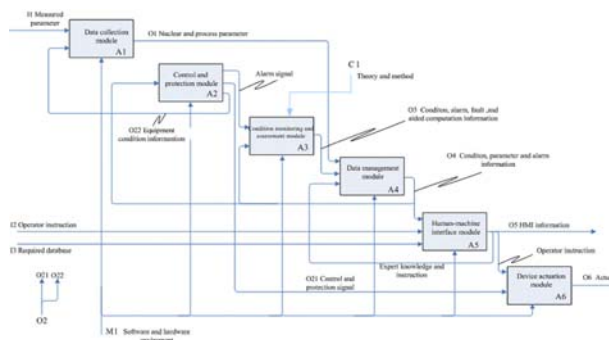 I1 Measured
parameter
Data collection
module
A1
O1 Nuclear and process parameter
Control and
protection module
A2
Alarm signal
C 1
Theory and method
O22 Equipment
condition information
Condition monitoring and
assessment module
A3
O3 Conditon, alarm, fault ,and
aided computation information
Data management
module
A4
O4 Condition, parameter and alarm
information
I2 Operator instruction
Human-machine
interface module
A5
O5 HMI information
I3 Required database
Operator instruction
Expert knowledge and
instruction
O21 Control and
protection signal
Device actuation
module
A6
O6 Actu
O21
O22
O2
M1 Software and hardware